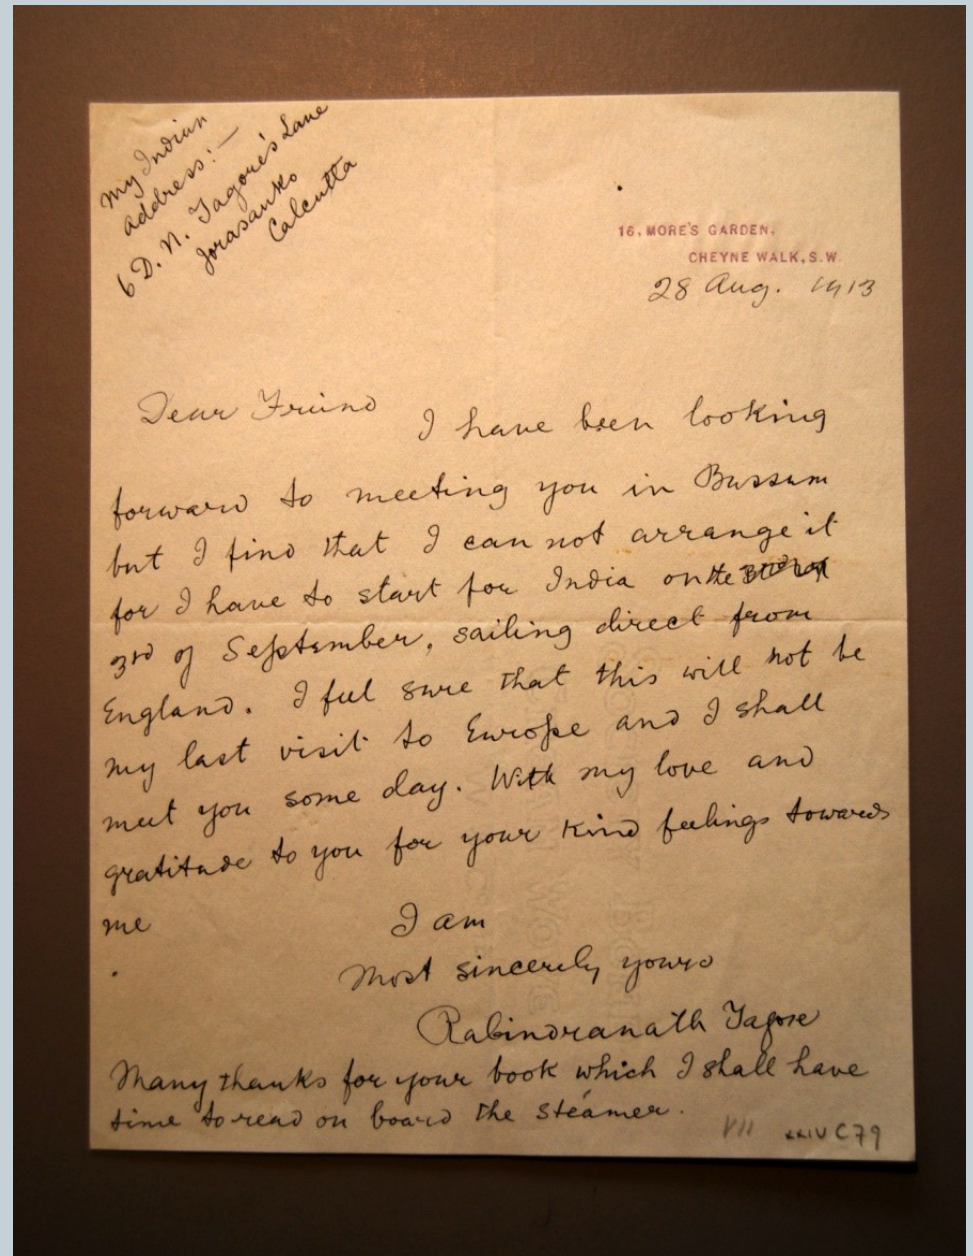 My Indian
address:—
6 D. N. Tagore's Lane
Jorasanko
Calcutta
16, MORE'S GARDEN,
CHEYNE WALK, S.W.
28 Aug. 1913
Dear Friend
I have been looking
forward to meeting you in Bussum
but I find that I can not arrange it
for I have to start for India on the
3rd of September, sailing direct from
England. I feel sure that this will not be
my last visit to Europe and I shall
meet you some day. With my love and
gratitude to you for your kind feelings towards
me
I am
Most sincerely yours
Rabindranath Tagore
Many thanks for your book which I shall have
time to read on board the steamer.
VII XXIV C79